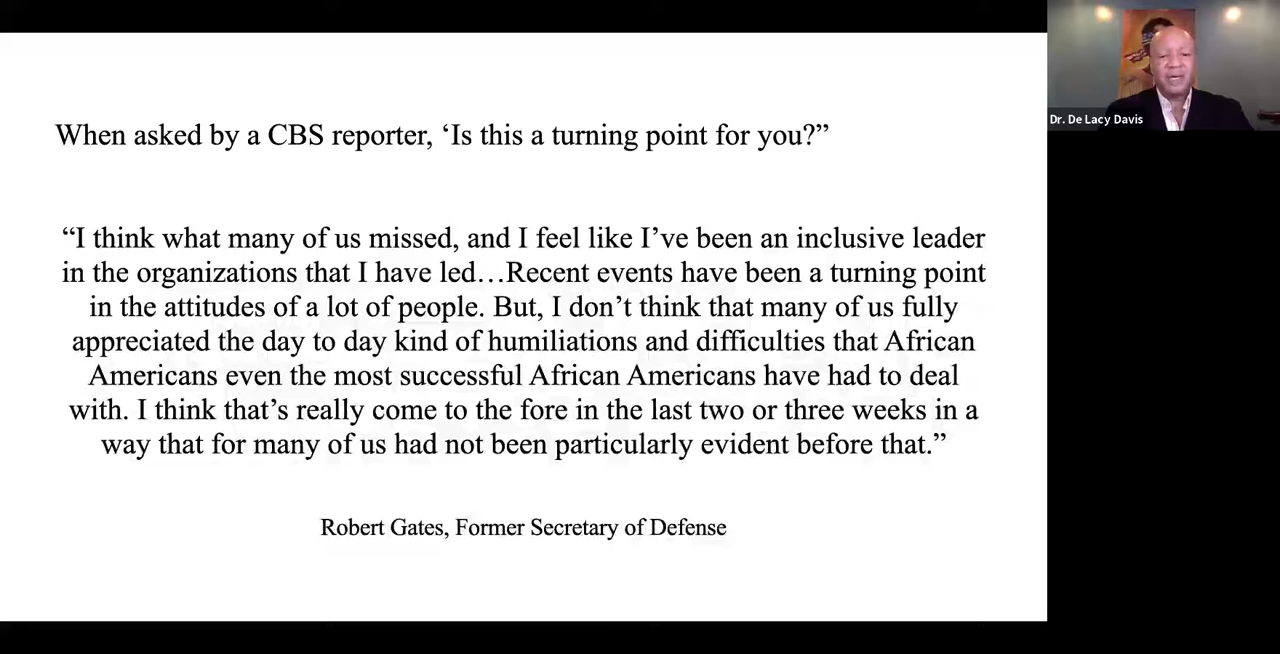 When asked by a CBS reporter, ‘Is this a turning point for you?”
“I think what many of us missed, and I feel like I’ve been an inclusive leader
in the organizations that I have led…Recent events have been a turning point
in the attitudes of a lot of people. But, I don’t think that many of us fully
appreciated the day to day kind of humiliations and difficulties that African
Americans even the most successful African Americans have had to deal
with. I think that’s really come to the fore in the last two or three weeks in a
way that for many of us had not been particularly evident before that.”
Robert Gates, Former Secretary of Defense
Dr. De Lacy Davis